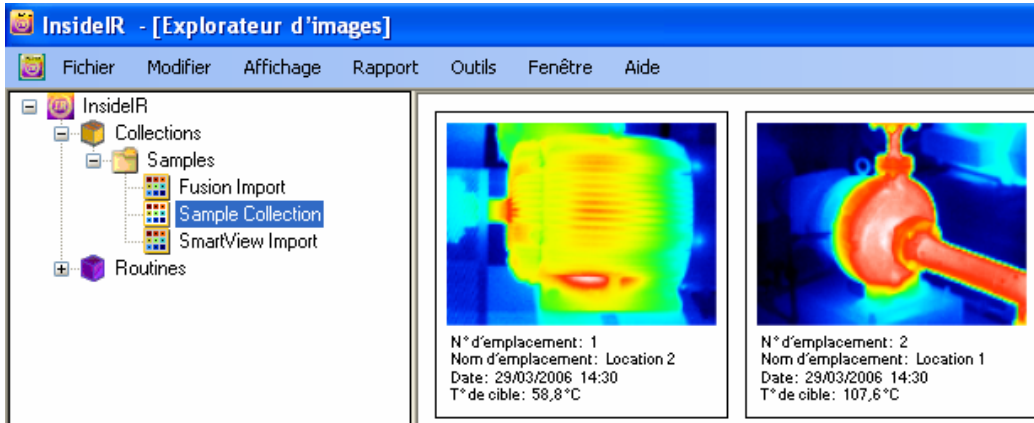 InsideIR - [Explorateur d'images]
Fichier Modifier Affichage Rapport Outils Fenêtre Aide
InsideIR
Collections
Samples
Fusion Import
Sample Collection
SmartView Import
Routines
N° d'emplacement: 1
Nom d'emplacement: Location 2
Date: 29/03/2006 14:30
T° de cible: 58,8°C
N° d'emplacement: 2
Nom d'emplacement: Location 1
Date: 29/03/2006 14:30
T° de cible: 107,6°C